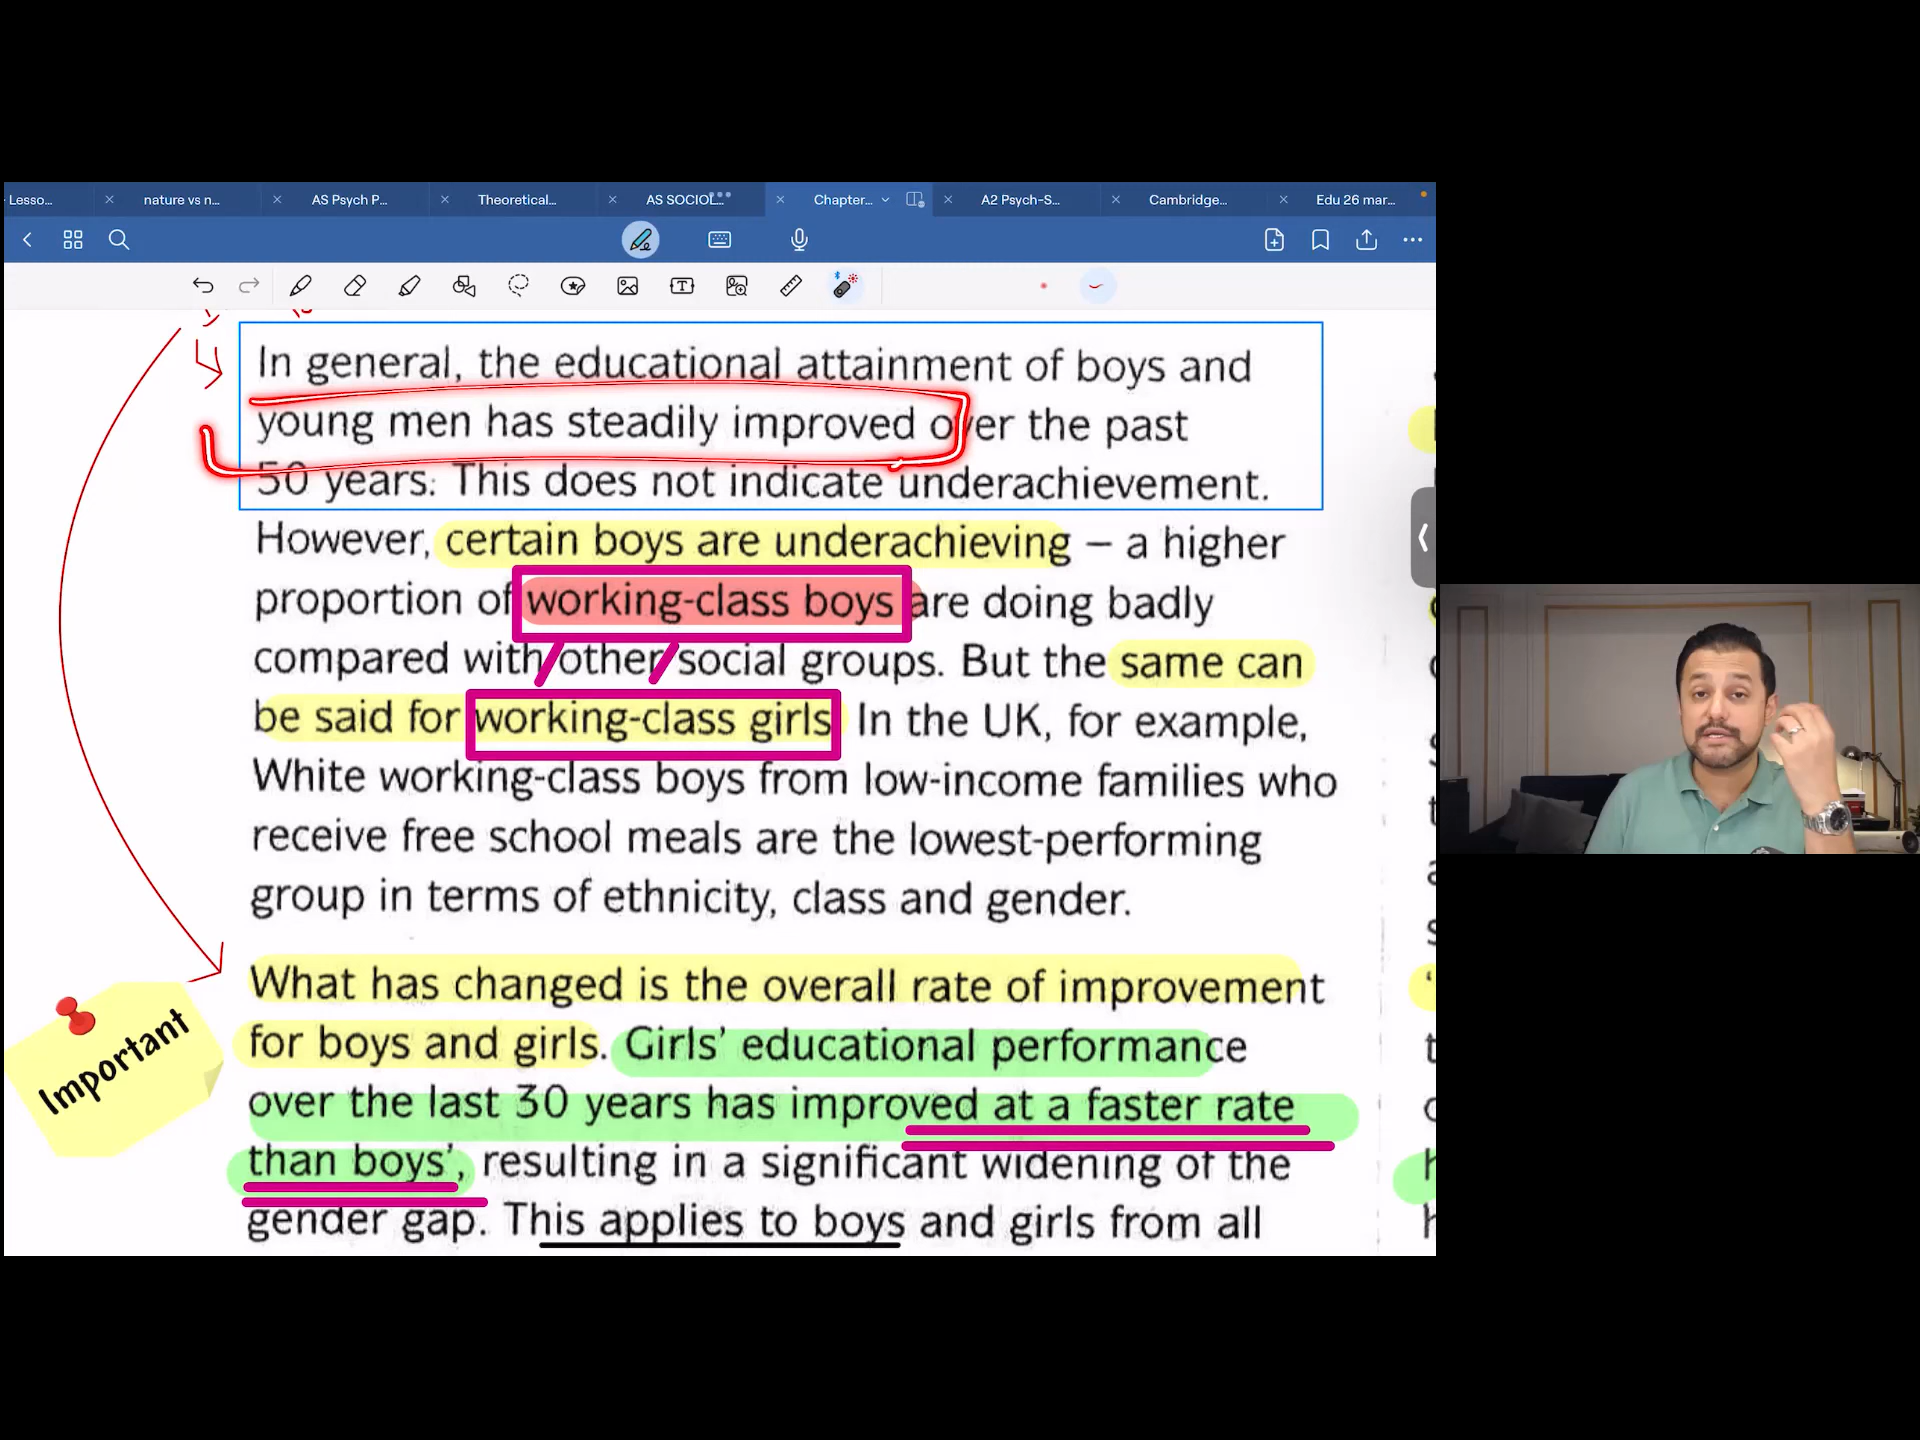 Lesso...
nature vs n...
AS Psych P...
Theoretical...
AS SOCIOL...
Chapter...
A2 Psych-S...
Cambridge...
Edu 26 mar...
In general, the educational attainment of boys and
young men has steadily improved over the past
50 years. This does not indicate underachievement.
However, certain boys are underachieving – a higher
proportion of working-class boys are doing badly
compared with other social groups. But the same can
be said for working-class girls. In the UK, for example,
White working-class boys from low-income families who
receive free school meals are the lowest-performing
group in terms of ethnicity, class and gender.
What has changed is the overall rate of improvement
for boys and girls. Girls' educational performance
over the last 30 years has improved at a faster rate
than boys', resulting in a significant widening of the
gender gap. This applies to boys and girls from all
Important